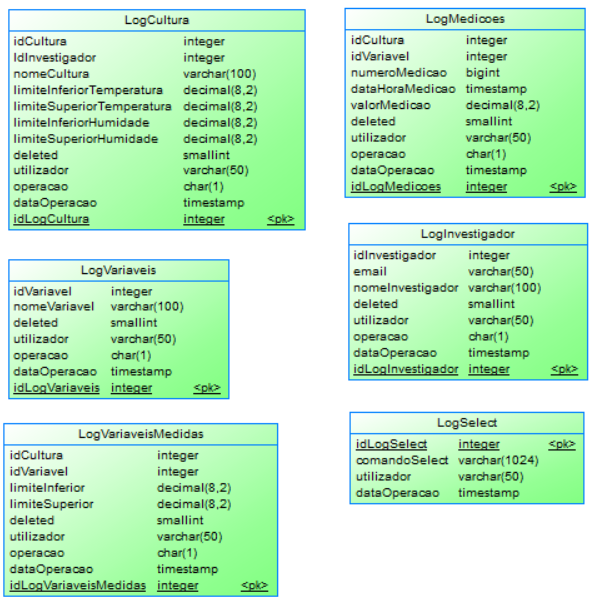 LogCultura
idCultura integer
IdInvestigador integer
nomeCultura varchar(100)
limiteInferiorTemperatura decimal(8,2)
limiteSuperiorTemperatura decimal(8,2)
limiteInferiorHumidade decimal(8,2)
limiteSuperiorHumidade decimal(8,2)
deleted smallint
utilizador varchar(50)
operacao char(1)
dataOperacao timestamp
idLogCultura integer <pk>
LogMedicoes
idCultura integer
idVariavel integer
numeroMedicao bigint
dataHoraMedicao timestamp
valorMedicao decimal(8,2)
deleted smallint
utilizador varchar(50)
operacao char(1)
dataOperacao timestamp
idLogMedicoes integer <pk>
LogVariaveis
idVariavel integer
nomeVariavel varchar(100)
deleted smallint
utilizador varchar(50)
operacao char(1)
dataOperacao timestamp
idLogVariaveis integer <pk>
LogInvestigador
idInvestigador integer
email varchar(50)
nomeInvestigador varchar(100)
deleted smallint
utilizador varchar(50)
operacao char(1)
dataOperacao timestamp
idLogInvestigador integer <pk>
LogVariaveisMedidas
idCultura integer
idVariavel integer
limiteInferior decimal(8,2)
limiteSuperior decimal(8,2)
deleted smallint
utilizador varchar(50)
operacao char(1)
dataOperacao timestamp
idLogVariaveisMedidas integer <pk>
LogSelect
idLogSelect integer <pk>
comandoSelect varchar(1024)
utilizador varchar(50)
dataOperacao timestamp